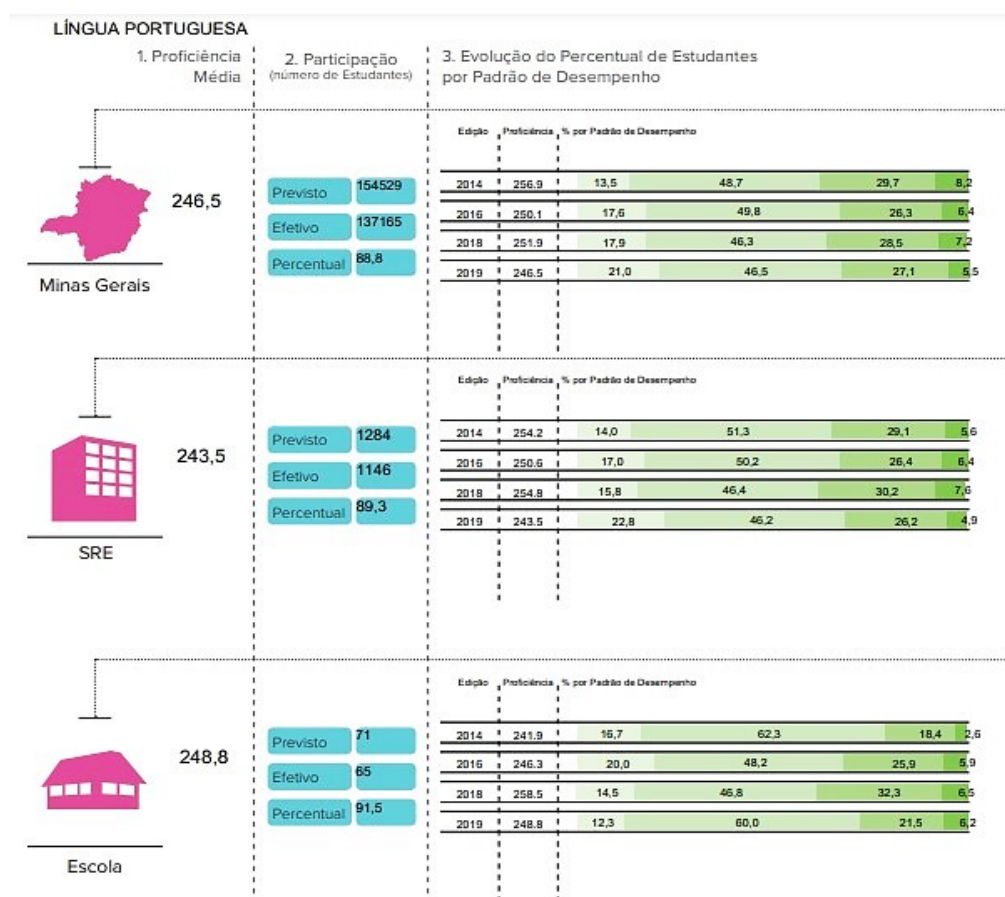 LÍNGUA PORTUGUESA
1. Proficiência Média
2. Participação
(número de Estudantes)
3. Evolução do Percentual de Estudantes
por Padrão de Desempenho
Minas Gerais
246,5
Previsto 154529
Efetivo 137165
Percentual 88,8
Edição Proficiência % por Padrão de Desempenho
2014 256.9 13,5 48,7 29,7 8,2
2016 250.1 17,6 49,8 26,3 6,4
2018 251.9 17,9 46,3 28,5 7,2
2019 246.5 21,0 46,5 27,1 5,5
SRE
243,5
Previsto 1284
Efetivo 1146
Percentual 89,3
Edição Proficiência % por Padrão de Desempenho
2014 254.2 14,0 51,3 29,1 5,6
2016 250.6 17,0 50,2 26,4 6,4
2018 254.8 15,8 46,4 30,2 7,6
2019 243.5 22,8 46,2 26,2 4,9
Escola
248,8
Previsto 71
Efetivo 65
Percentual 91,5
Edição Proficiência % por Padrão de Desempenho
2014 241.9 16,7 62,3 18,4 2,6
2016 246.3 20,0 48,2 25,9 5,9
2018 258.5 14,5 46,8 32,3 6,5
2019 248.8 12,3 60,0 21,5 6,2